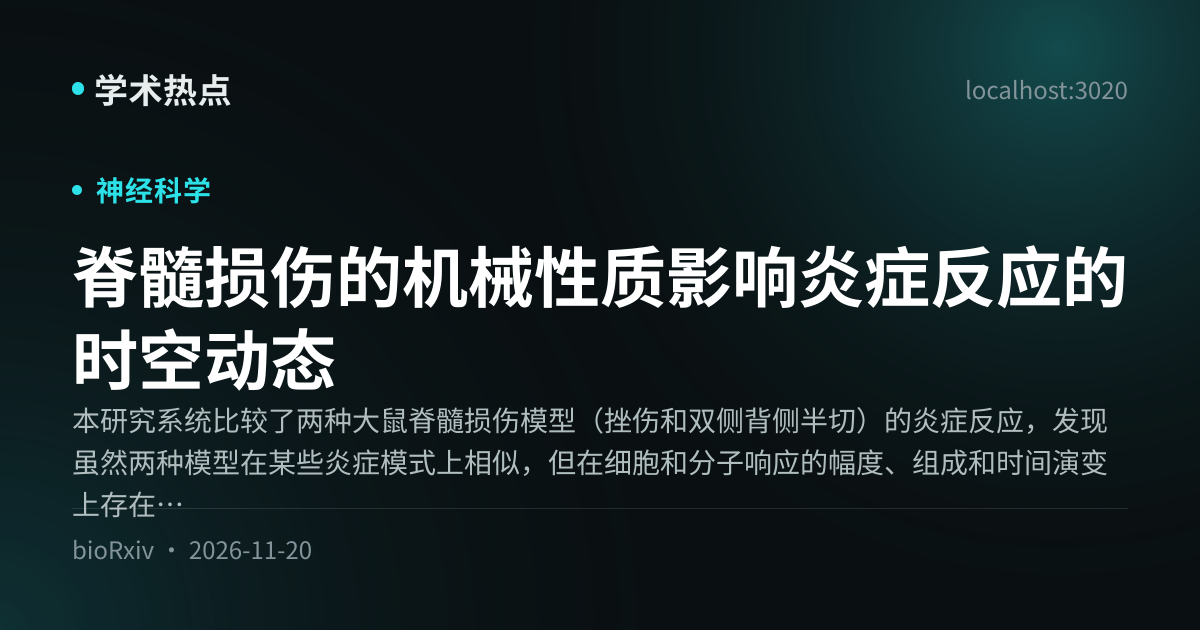 学术热点
localhost:3020
神经科学
脊髓损伤的机械性质影响炎症反应的
时空动态
本研究系统比较了两种大鼠脊髓损伤模型（挫伤和双侧背侧半切）的炎症反应，发现
虽然两种模型在某些炎症模式上相似，但在细胞和分子响应的幅度、组成和时间演变
上存在…
bioRxiv · 2026-11-20